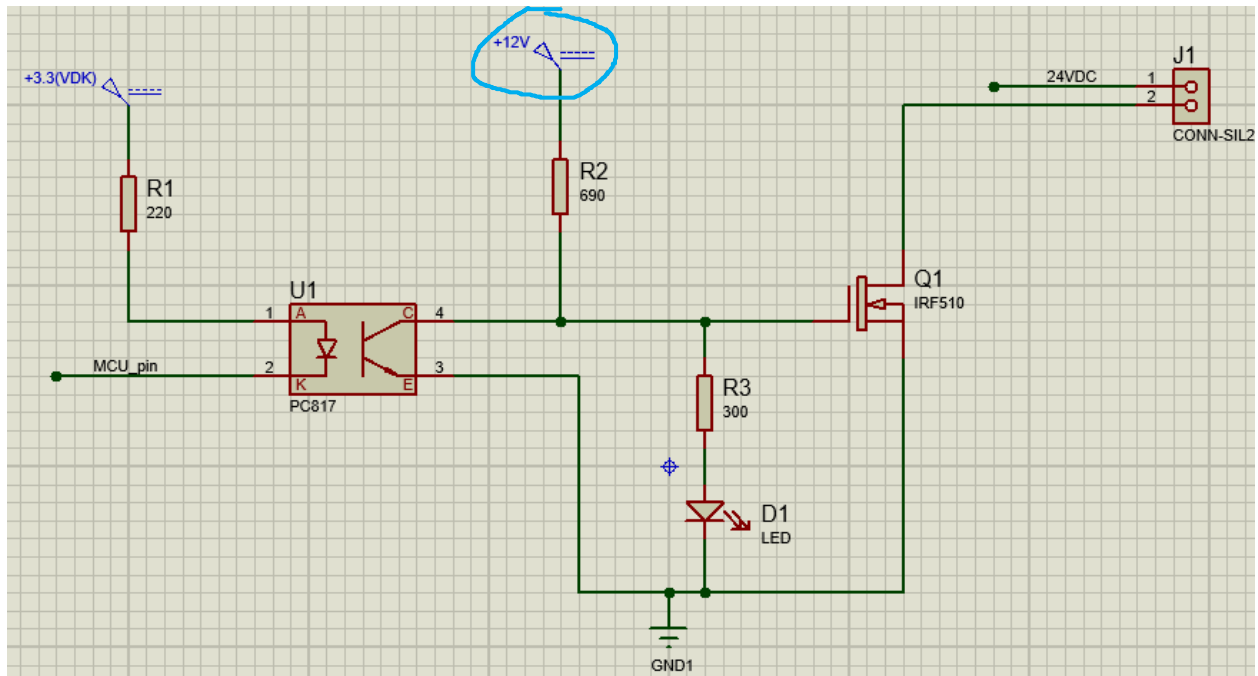 +12V
+3.3(VDK)
24VDC
J1
1
2
CONN-SIL2
R1
220
R2
690
U1
1
A
C
4
MCU_pin
2
K
E
3
PC817
Q1
IRF510
R3
300
D1
LED
GND1